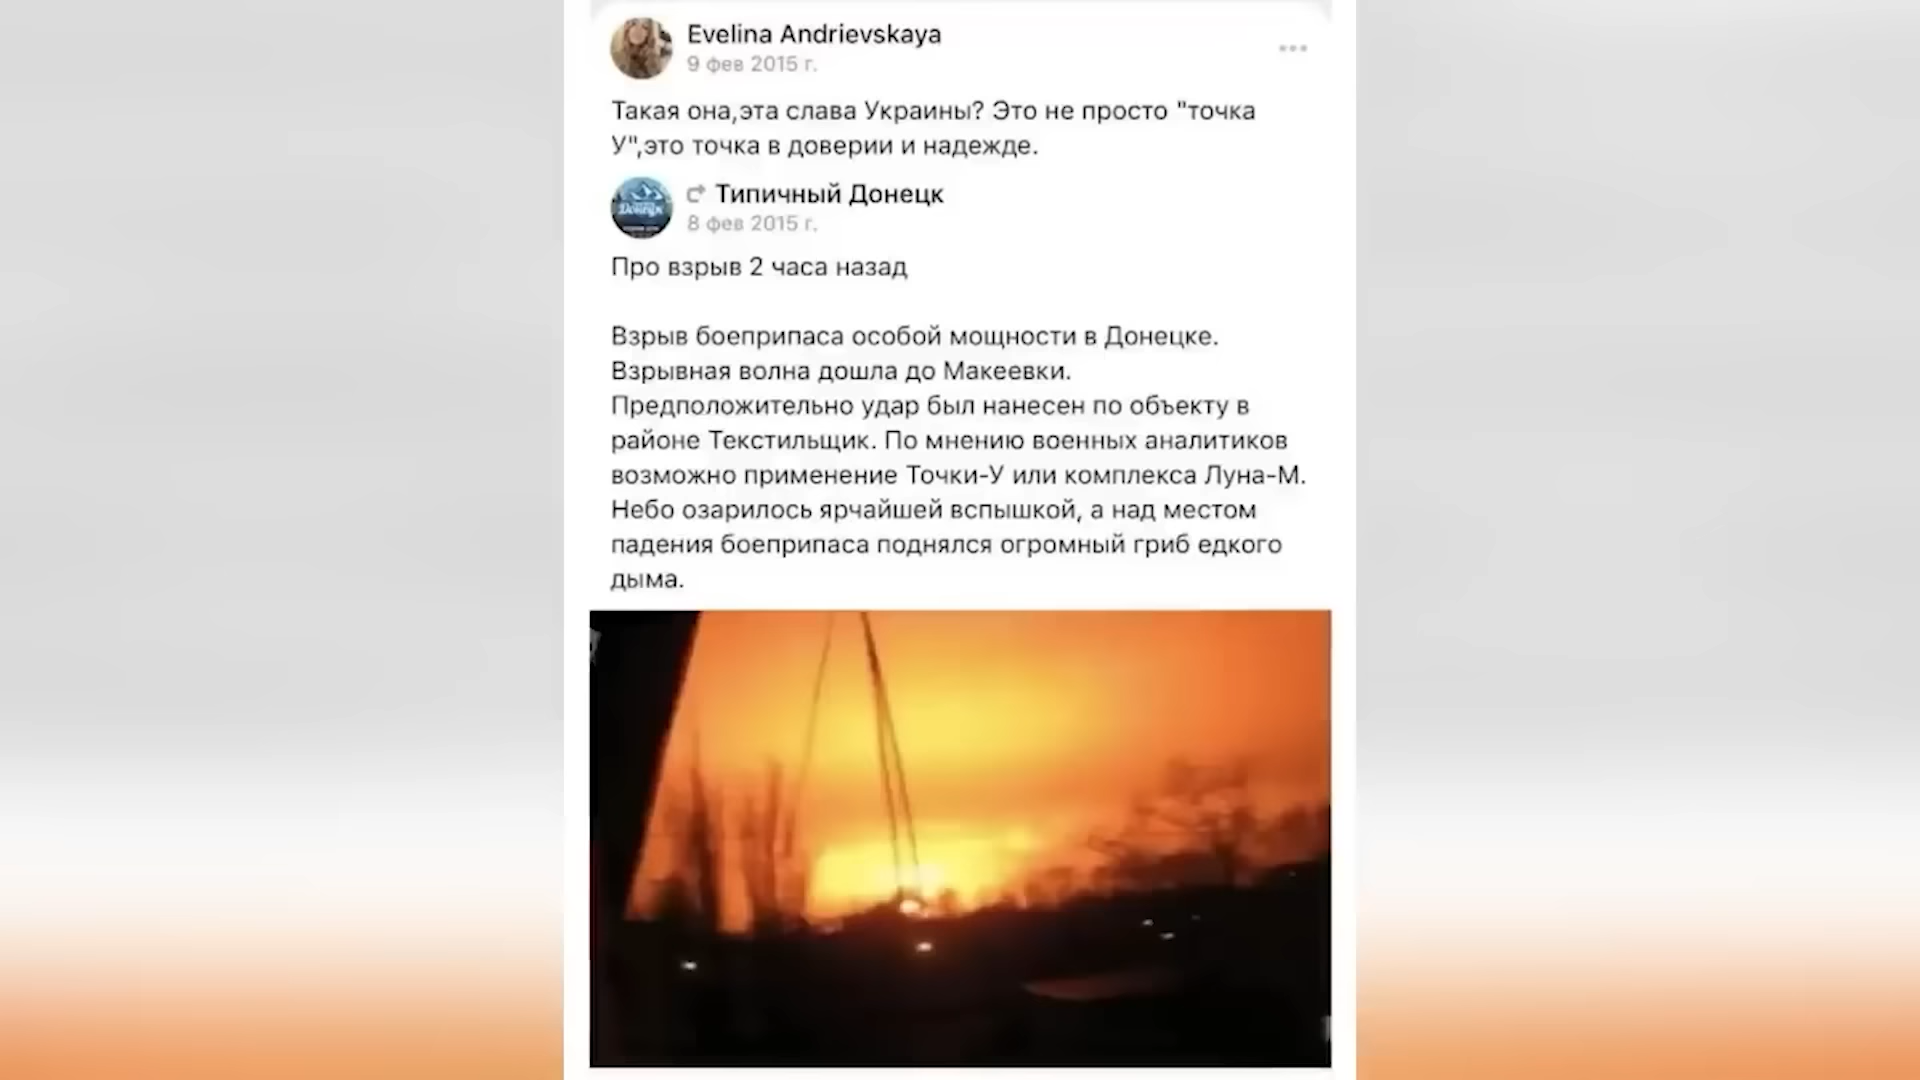 Evelina Andrievskaya
9 фев 2015 г.
Такая она,эта слава Украины? Это не просто "точка
У",это точка в доверии и надежде.
Типичный Донецк
8 фев 2015 г.
Донецк
Про взрыв 2 часа назад
Взрыв боеприпаса особой мощности в Донецке.
Взрывная волна дошла до Макеевки.
Предположительно удар был нанесен по объекту в
районе Текстильщик. По мнению военных аналитиков
возможно применение Точки-У или комплекса Луна-М.
Небо озарилось ярчайшей вспышкой, а над местом
падения боеприпаса поднялся огромный гриб едкого
дыма.